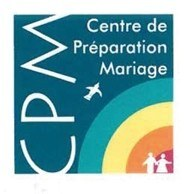 CPM
Centre de
Préparation
Mariage